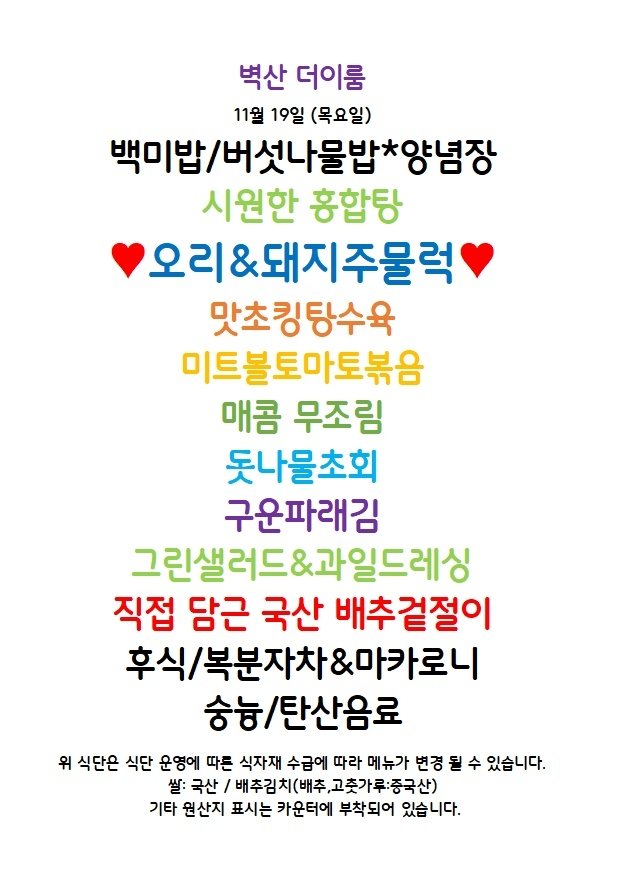 벽산 더이룸
11월 19일 (목요일)
백미밥/버섯나물밥*양념장
시원한 홍합탕
♥오리&돼지주물럭♥
맛초킹탕수육
미트볼토마토볶음
매콤 무조림
돗나물초회
구운파래김
그린샐러드&과일드레싱
직접 담근 국산 배추겉절이
후식/복분자차&마카로니
숭늉/탄산음료
위 식단은 식단 운영에 따른 식자재 수급에 따라 메뉴가 변경 될 수 있습니다.
쌀: 국산 / 배추김치(배추,고춧가루:중국산)
기타 원산지 표시는 카운터에 부착되어 있습니다.